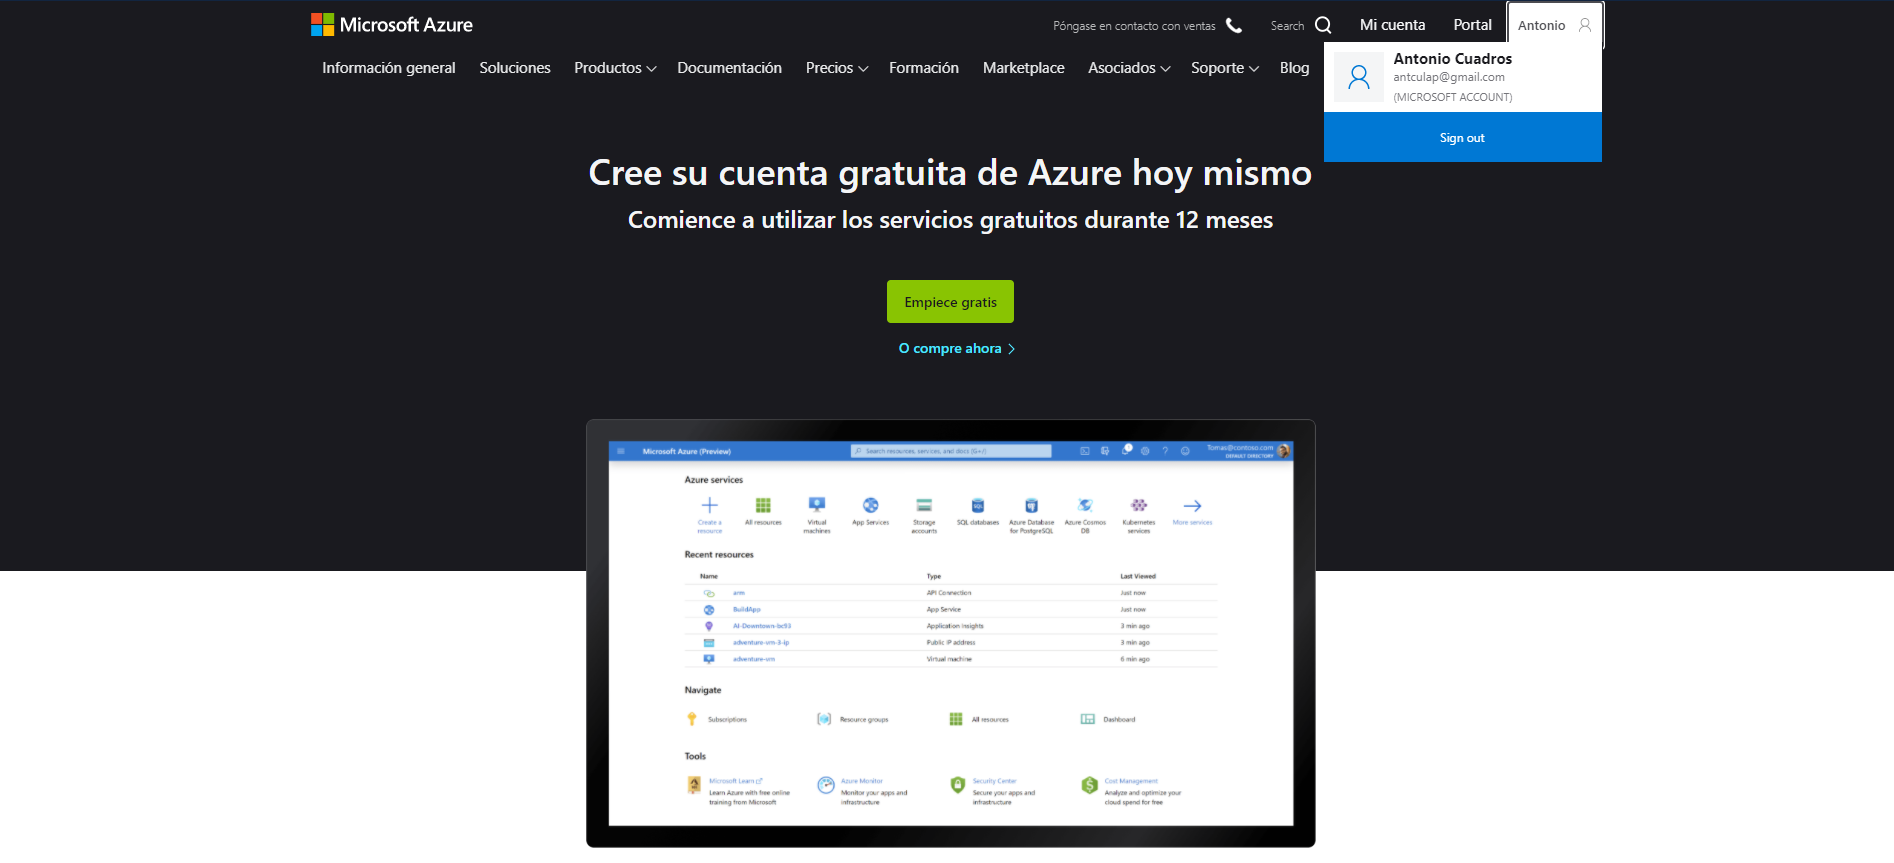 Microsoft Azure
Póngase en contacto con ventas
Search
Mi cuenta
Portal
Antonio
Información general
Soluciones
Productos
Documentación
Precios
Formación
Marketplace
Asociados
Soporte
Blog
Antonio Cuadros
antculap@gmail.com
(MICROSOFT ACCOUNT)
Sign out
Cree su cuenta gratuita de Azure hoy mismo
Comience a utilizar los servicios gratuitos durante 12 meses
Empiece gratis
O compre ahora
Microsoft Azure (Preview)
Search resources, services, and docs (G+/)
Tomas@contoso.com
DEFAULT DIRECTORY
Azure services
Create a resource
All resources
Virtual machines
App Services
Storage accounts
SQL databases
Azure Database for PostgreSQL
Azure Cosmos DB
Kubernetes services
More services
Recent resources
Name Type Last Viewed
arm API Connection Just now
BuildApp App Service Just now
AI-Downtown-bc93 Application Insights 3 min ago
adventure-vm-3-ip Public IP address 3 min ago
adventure-vm Virtual machine 6 min ago
Navigate
Subscriptions
Resource groups
All resources
Dashboard
Tools
Microsoft Learn
Learn Azure with free online
training from Microsoft
Azure Monitor
Monitor your apps and
infrastructure
Security Center
Secure your apps and
infrastructure
Cost Management
Analyze and optimize your
cloud spend for free